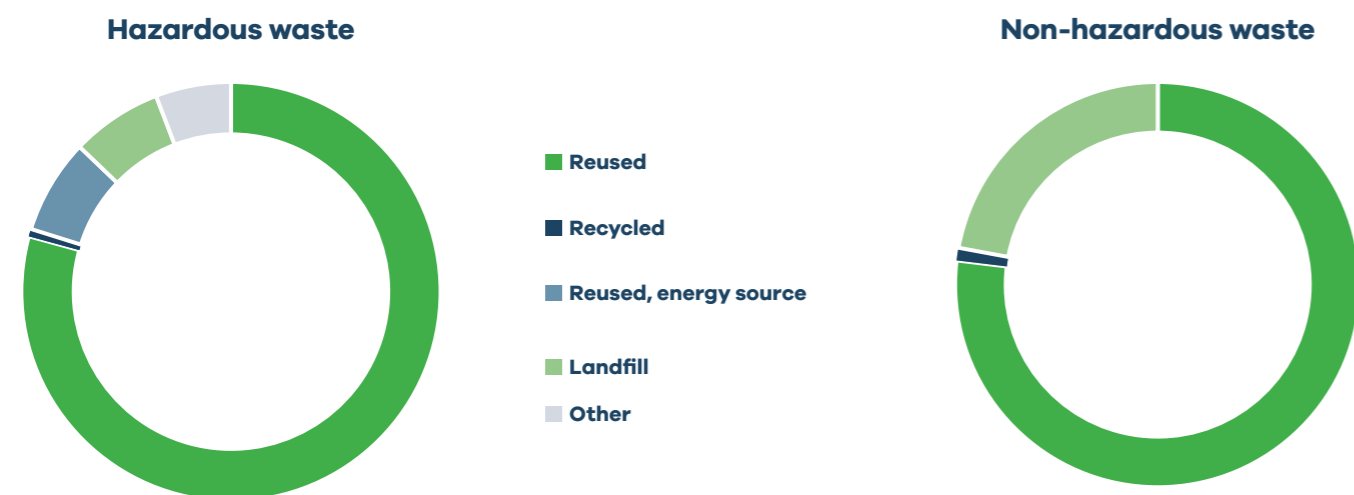 Hazardous waste
Non-hazardous waste
Reused
Recycled
Reused, energy source
Landfill
Other